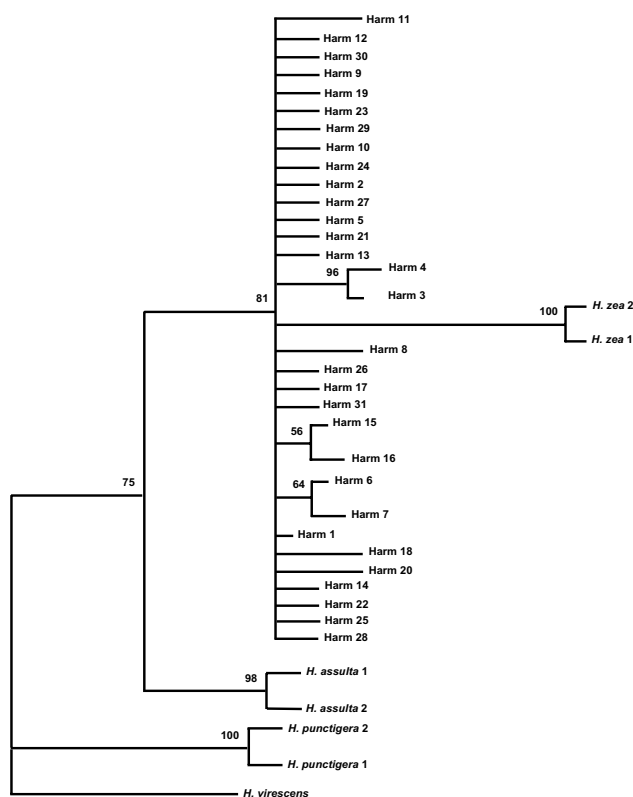 Harm 11
Harm 12
Harm 30
Harm 9
Harm 19
Harm 23
Harm 29
Harm 10
Harm 24
Harm 2
Harm 27
Harm 5
Harm 21
Harm 13
96
Harm 4
Harm 3
81
100
H. zea 2
H. zea 1
Harm 8
Harm 26
Harm 17
Harm 31
Harm 15
56
Harm 16
75
64
Harm 6
Harm 7
Harm 1
Harm 18
Harm 20
Harm 14
Harm 22
Harm 25
Harm 28
H. assulta 1
98
H. assulta 2
H. punctigera 2
100
H. punctigera 1
H. virescens